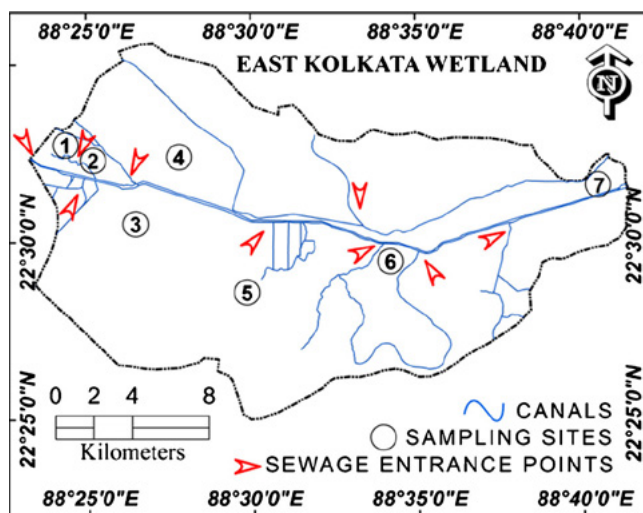 88°25'0"E 88°30'0"E 88°35'0"E 88°40'0"E
EAST KOLKATA WETLAND
N
1
2
4
7
3
22°30'0"N 22°30'0"N
6
5
0 2 4 8
Kilometers
CANALS
SAMPLING SITES
SEWAGE ENTRANCE POINTS
22°25'0"N 22°25'0"N
88°25'0"E 88°30'0"E 88°35'0"E 88°40'0"E